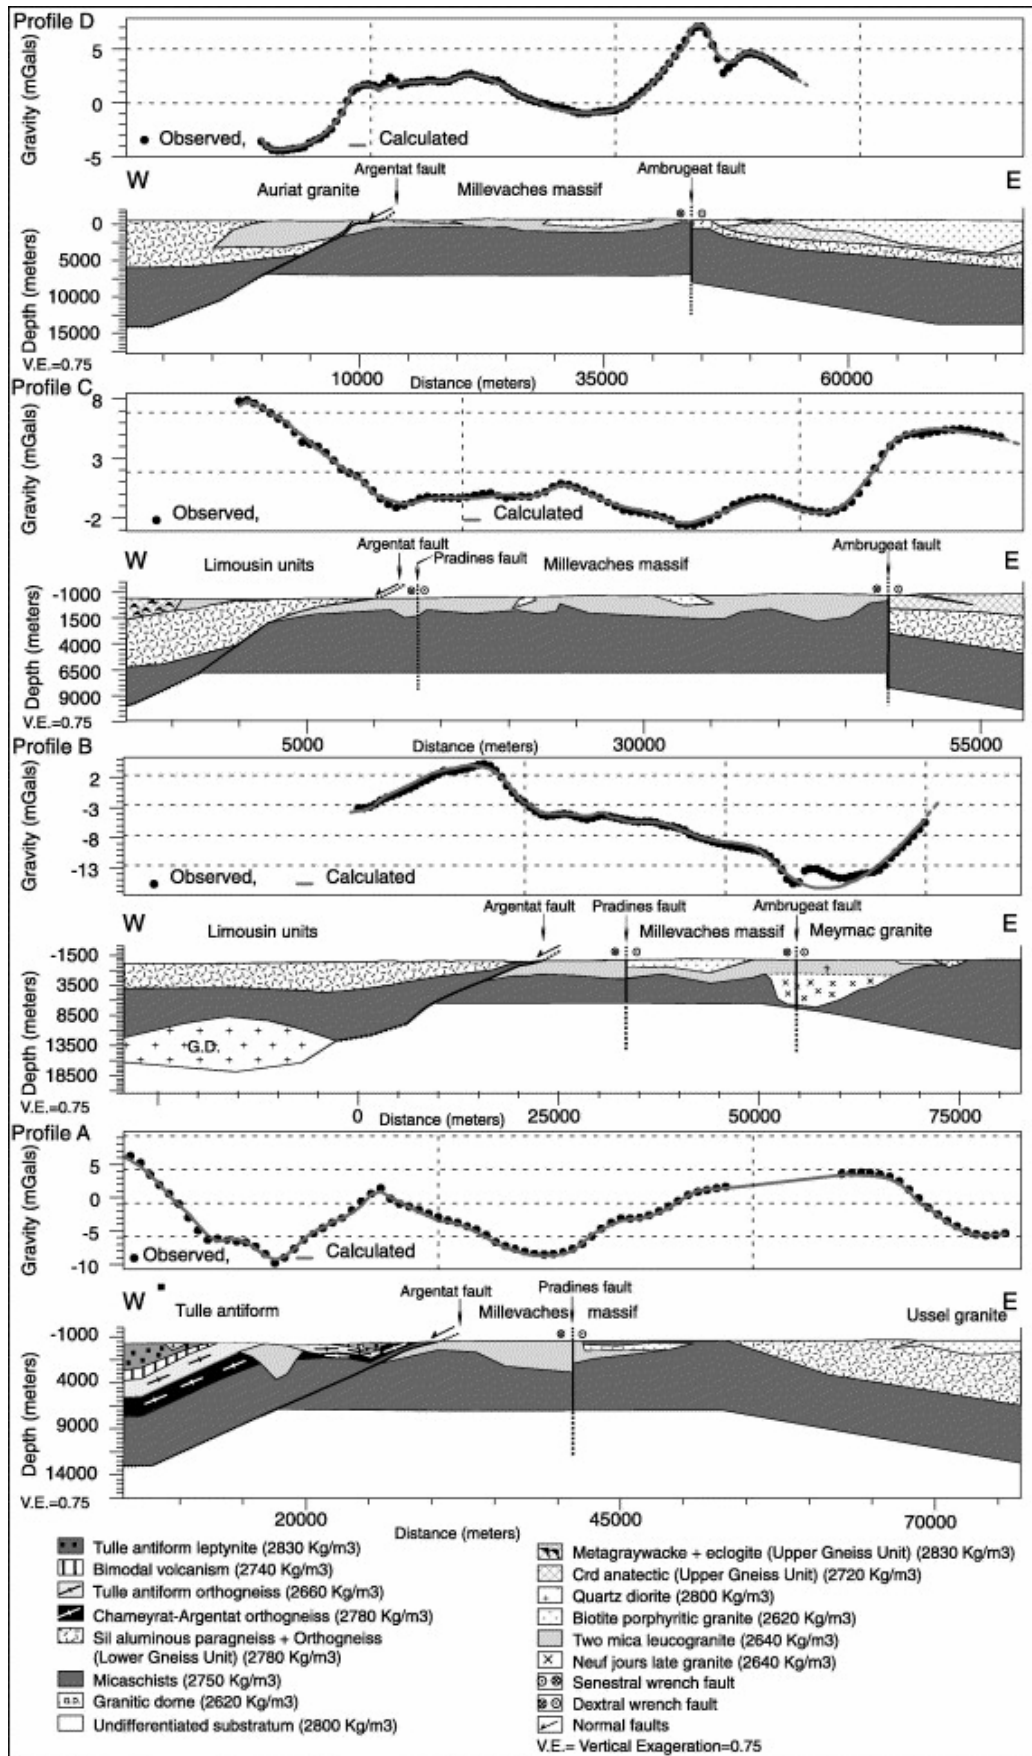 Profile D
Gravity (mGals)
5
0
-5
Observed, Calculated
W Argentat fault Ambrugeat fault E
Auriat granite Millevaches massif
Depth (meters)
0
5000
10000
15000
V.E.=0.75
10000 Distance (meters) 35000 60000
Profile C
Gravity (mGals)
8
3
-2
Observed, Calculated
W Argentat fault Pradines fault Ambrugeat fault E
Limousin units Millevaches massif
Depth (meters)
-1000
1500
4000
6500
9000
V.E.=0.75
5000 Distance (meters) 30000 55000
Profile B
Gravity (mGals)
2
-3
-8
-13
Observed, Calculated
W Argentat fault Pradines fault Ambrugeat fault E
Limousin units Millevaches massif Meymac granite
Depth (meters)
-1500
3500
8500
13500
18500
?
G.D.
V.E.=0.75
0 Distance (meters) 25000 50000 75000
Profile A
Gravity (mGals)
5
0
-5
-10
Observed, Calculated
W Argentat fault Pradines fault E
Tulle antiform Millevaches massif Ussel granite
Depth (meters)
-1000
4000
9000
14000
V.E.=0.75
20000 Distance (meters) 45000 70000
Tulle antiform leptynite (2830 Kg/m3)
Bimodal volcanism (2740 Kg/m3)
Tulle antiform orthogneiss (2660 Kg/m3)
Chameyrat-Argentat orthogneiss (2780 Kg/m3)
Sil aluminous paragneiss + Orthogneiss
(Lower Gneiss Unit) (2780 Kg/m3)
Micaschists (2750 Kg/m3)
G.D. Granitic dome (2620 Kg/m3)
Undifferentiated substratum (2800 Kg/m3)
Metagraywacke + eclogite (Upper Gneiss Unit) (2830 Kg/m3)
Crd anatectic (Upper Gneiss Unit) (2720 Kg/m3)
Quartz diorite (2800 Kg/m3)
Biotite porphyritic granite (2620 Kg/m3)
Two mica leucogranite (2640 Kg/m3)
Neuf jours late granite (2640 Kg/m3)
Senestral wrench fault
Dextral wrench fault
Normal faults
V.E.= Vertical Exageration=0.75